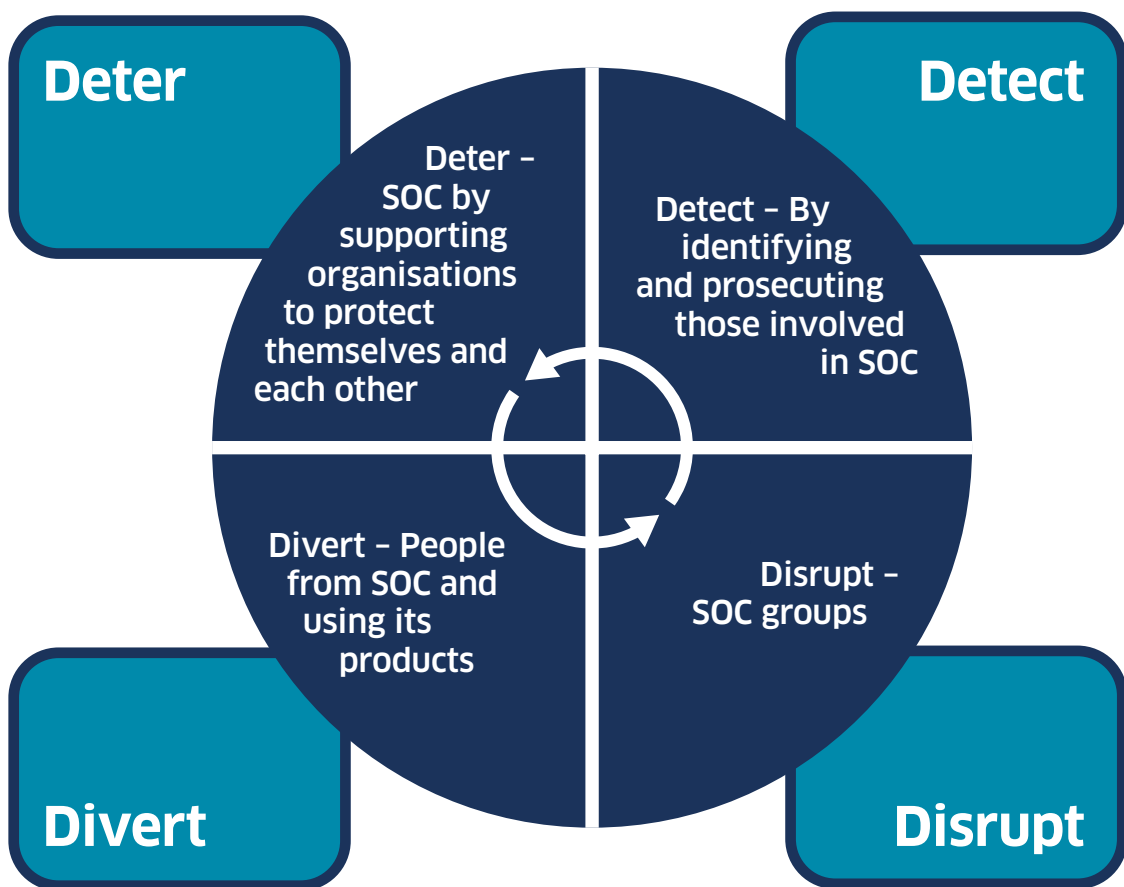 Deter
Detect
Deter –
SOC by
supporting
organisations
to protect
themselves and
each other
Detect – By
identifying
and prosecuting
those involved
in SOC
Divert – People
from SOC and
using its
products
Disrupt –
SOC groups
Divert
Disrupt